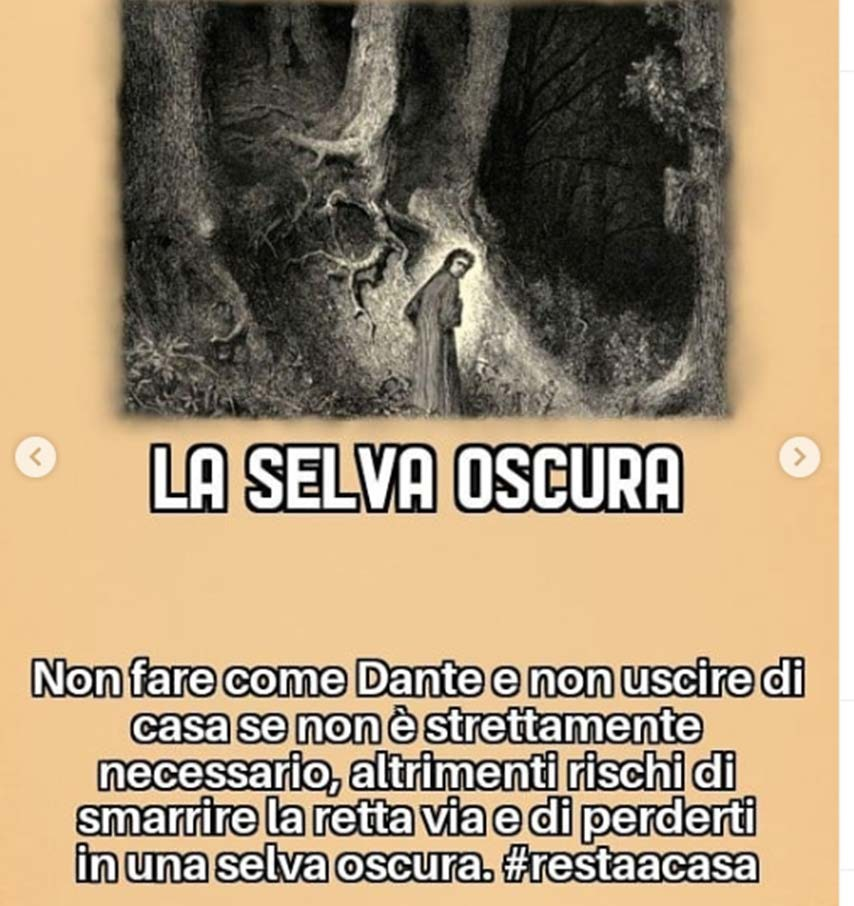 LA SELVA OSCURA
Non fare come Dante e non uscire di
casa se non è strettamente
necessario, altrimenti rischi di
smarrire la retta via e di perderti
in una selva oscura. #restaacasa